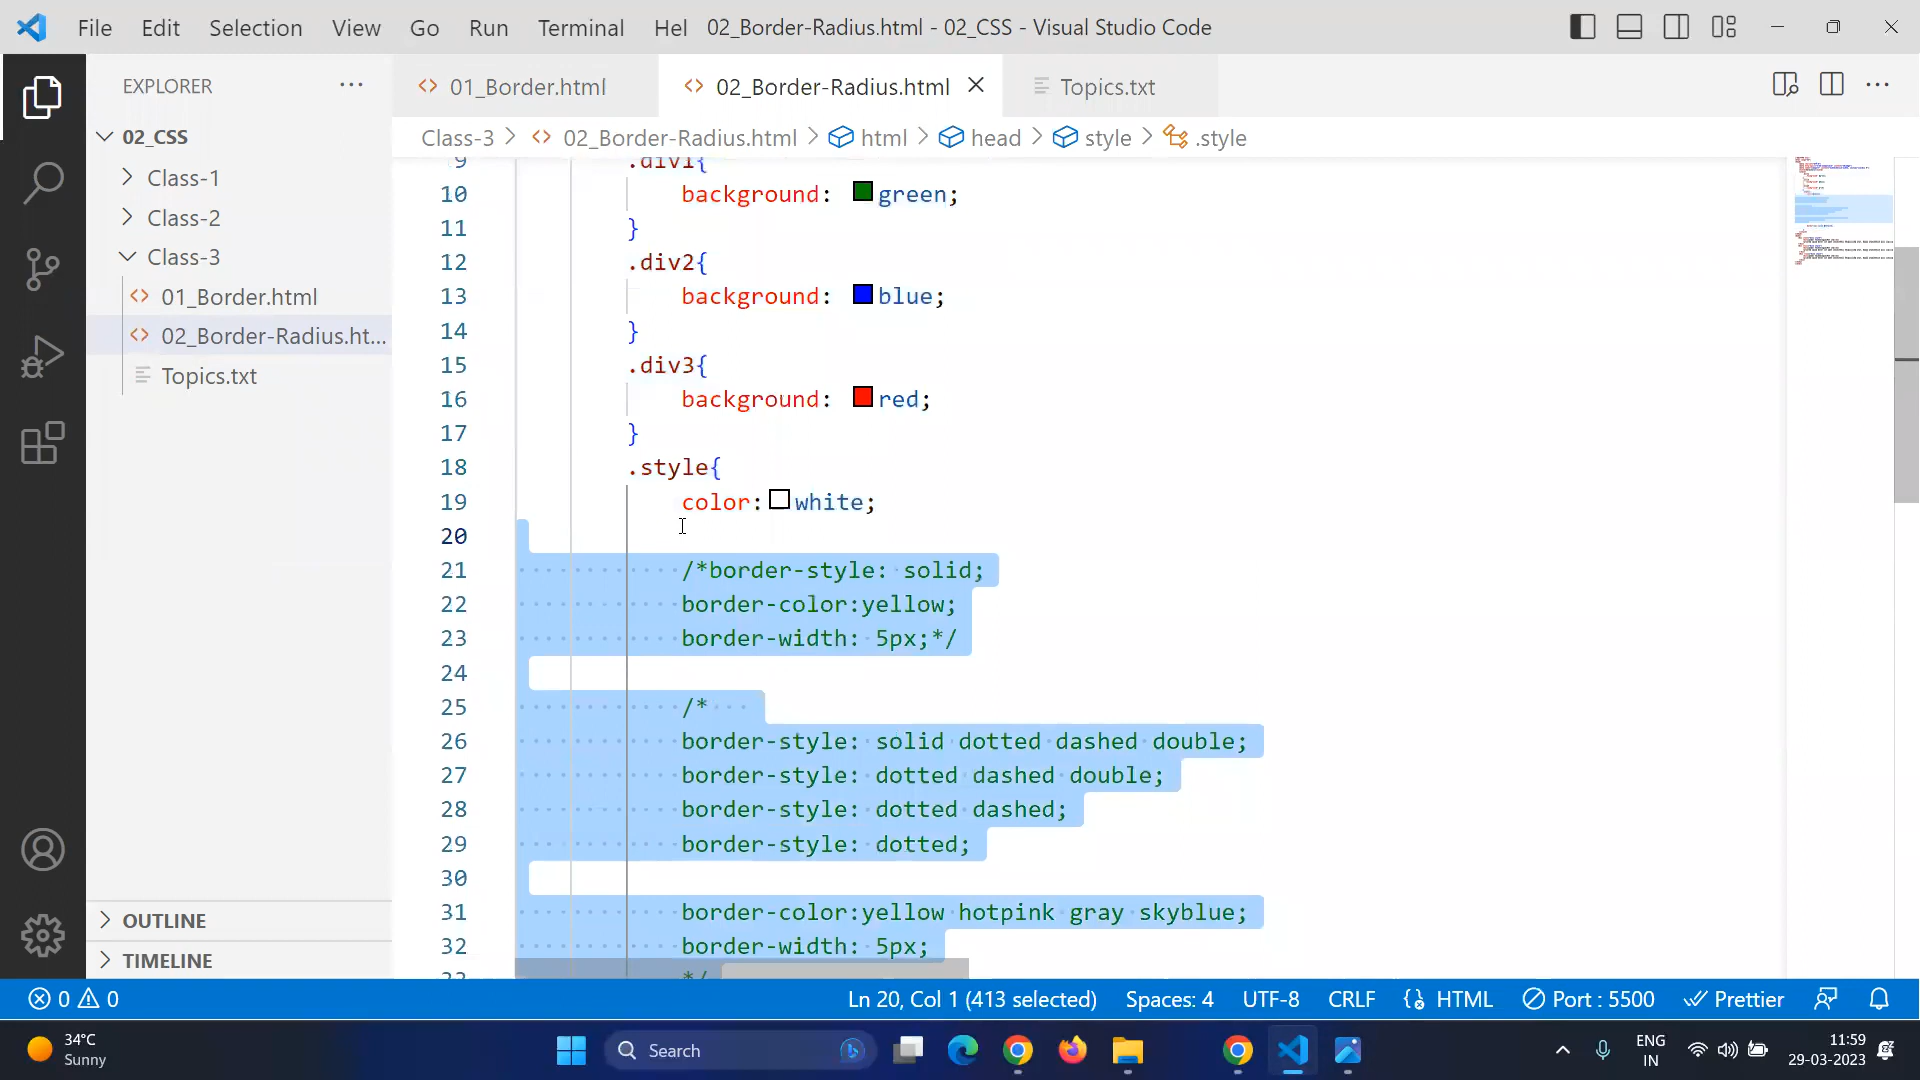 File Edit Selection View Go Run Terminal Hel 02_Border-Radius.html - 02_CSS - Visual Studio Code
EXPLORER ···
01_Border.html 02_Border-Radius.html Topics.txt
Class-3 > 02_Border-Radius.html > html > head > style > .style
02_CSS
Class-1
Class-2
Class-3
01_Border.html
02_Border-Radius.ht...
Topics.txt
OUTLINE
TIMELINE
9 .div1{
10 background: green;
11 }
12 .div2{
13 background: blue;
14 }
15 .div3{
16 background: red;
17 }
18 .style{
19 color: white;
20
21 /*border-style: solid;
22 border-color:yellow;
23 border-width: 5px;*/
24
25 /*
26 border-style: solid dotted dashed double;
27 border-style: dotted dashed double;
28 border-style: dotted dashed;
29 border-style: dotted;
30
31 border-color:yellow hotpink gray skyblue;
32 border-width: 5px;
33 */
0 0 Ln 20, Col 1 (413 selected) Spaces: 4 UTF-8 CRLF HTML Port : 5500 Prettier
34°C
Sunny
Search
ENG
IN
11:59
29-03-2023